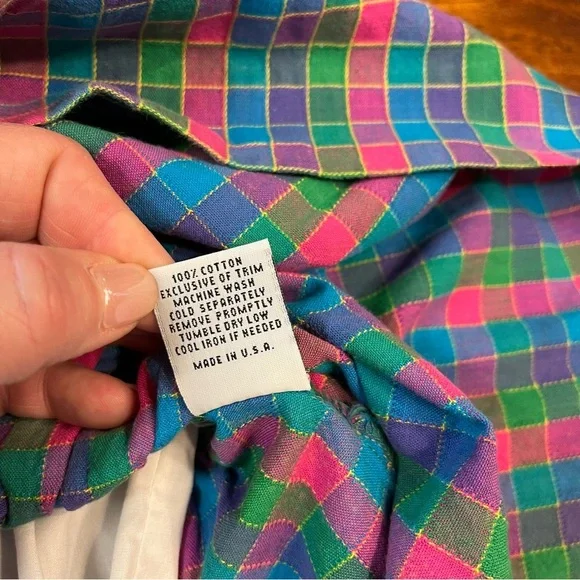 100% COTTON
EXCLUSIVE OF TRIM
MACHINE WASH
COLD SEPARATELY
REMOVE PROMPTLY
TUMBLE DRY LOW
COOL IRON IF NEEDED
MADE IN U.S.A.